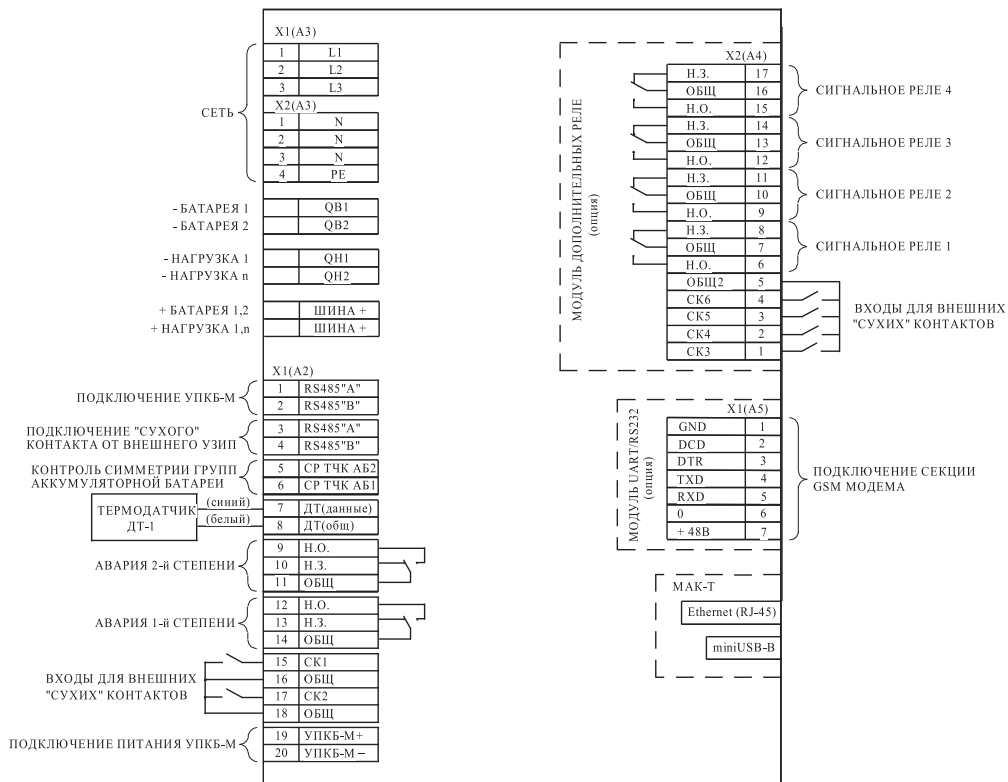 X1(A3)
1 L1
2 L2
3 L3
X2(A3)
1 N
2 N
3 N
4 PE
СЕТЬ
- БАТАРЕЯ 1 QB1
- БАТАРЕЯ 2 QB2
- НАГРУЗКА 1 QH1
- НАГРУЗКА n QH2
+ БАТАРЕЯ 1,2 ШИНА +
+ НАГРУЗКА 1,n ШИНА +
X1(A2)
ПОДКЛЮЧЕНИЕ УПКБ-М
1 RS485"A"
2 RS485"B"
ПОДКЛЮЧЕНИЕ "СУХОГО"
КОНТАКТА ОТ ВНЕШНЕГО УЗИП
3 RS485"A"
4 RS485"B"
КОНТРОЛЬ СИММЕТРИИ ГРУПП
АККУМУЛЯТОРНОЙ БАТАРЕИ
5 СР ТЧК АБ2
6 СР ТЧК АБ1
ТЕРМОДАТЧИК
ДТ-1
(синий) 7 ДТ(данные)
(белый) 8 ДТ(общ)
АВАРИЯ 2-й СТЕПЕНИ
9 Н.О.
10 Н.З.
11 ОБЩ
АВАРИЯ 1-й СТЕПЕНИ
12 Н.О.
13 Н.З.
14 ОБЩ
ВХОДЫ ДЛЯ ВНЕШНИХ
"СУХИХ" КОНТАКТОВ
15 СК1
16 ОБЩ
17 СК2
18 ОБЩ
ПОДКЛЮЧЕНИЕ ПИТАНИЯ УПКБ-М
19 УПКБ-М+
20 УПКБ-М –
МОДУЛЬ ДОПОЛНИТЕЛЬНЫХ РЕЛЕ
(опция)
X2(A4)
Н.З. 17
ОБЩ 16
Н.О. 15
СИГНАЛЬНОЕ РЕЛЕ 4
Н.З. 14
ОБЩ 13
Н.О. 12
СИГНАЛЬНОЕ РЕЛЕ 3
Н.З. 11
ОБЩ 10
Н.О. 9
СИГНАЛЬНОЕ РЕЛЕ 2
Н.З. 8
ОБЩ 7
Н.О. 6
СИГНАЛЬНОЕ РЕЛЕ 1
ОБЩ2 5
СК6 4
СК5 3
СК4 2
СК3 1
ВХОДЫ ДЛЯ ВНЕШНИХ
"СУХИХ" КОНТАКТОВ
МОДУЛЬ UART/RS232
(опция)
X1(A5)
GND 1
DCD 2
DTR 3
TXD 4
RXD 5
0 6
+ 48В 7
ПОДКЛЮЧЕНИЕ СЕКЦИИ
GSM МОДЕМА
МАК-Т
Ethernet (RJ-45)
miniUSB-B